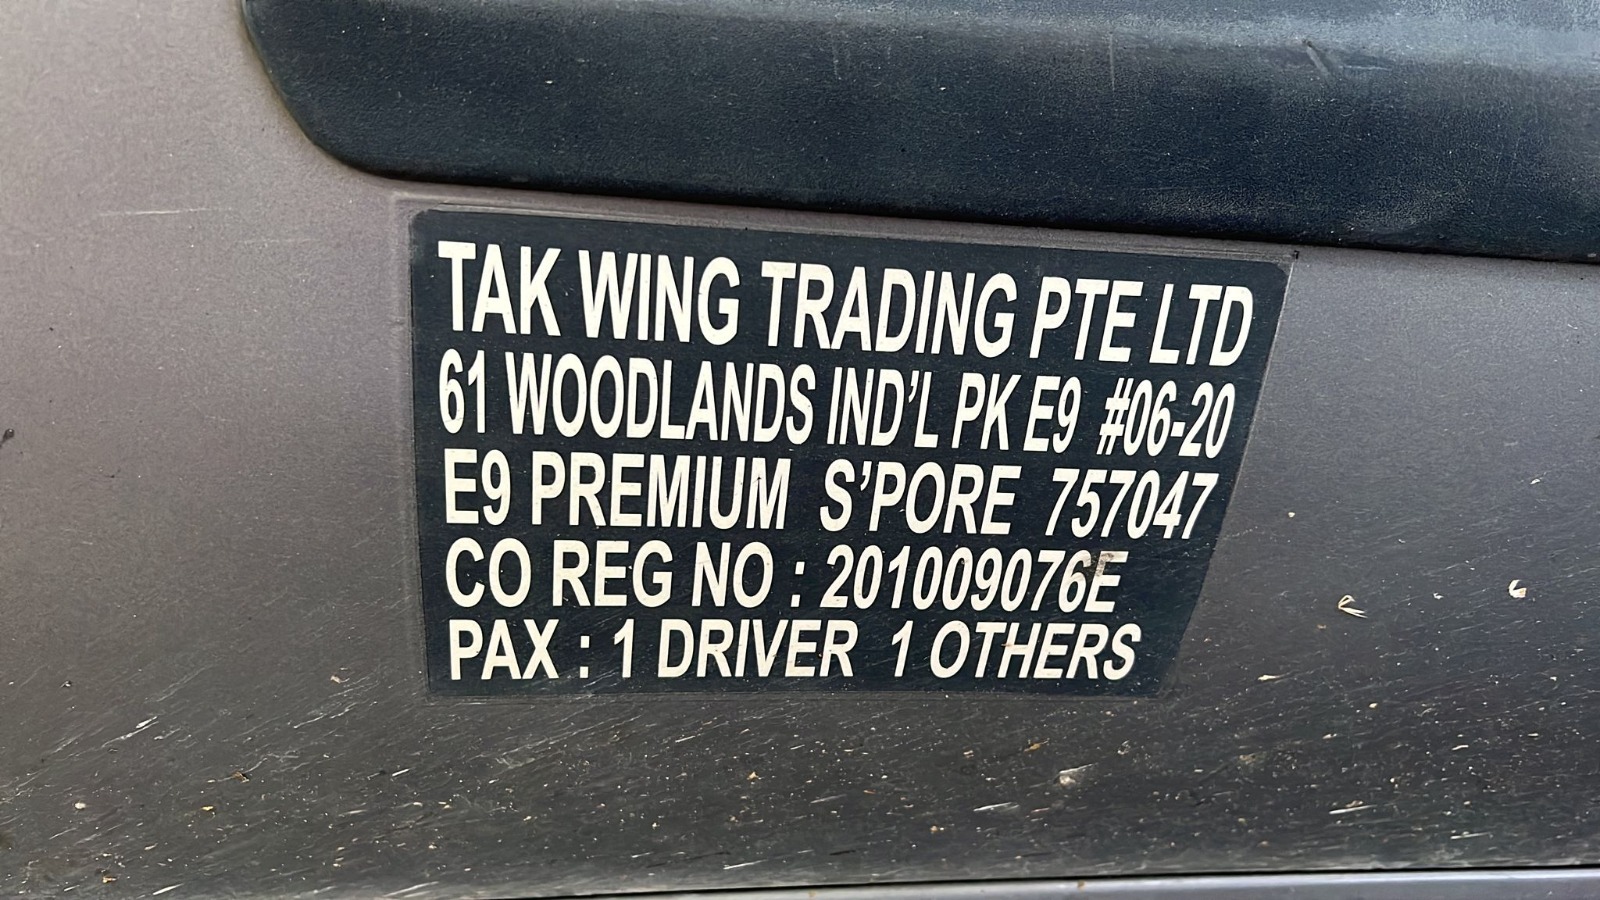 TAK WING TRADING PTE LTD
61 WOODLANDS IND'L PK E9 #06-20
E9 PREMIUM S'PORE 757047
CO REG NO : 201009076E
PAX : 1 DRIVER 1 OTHERS